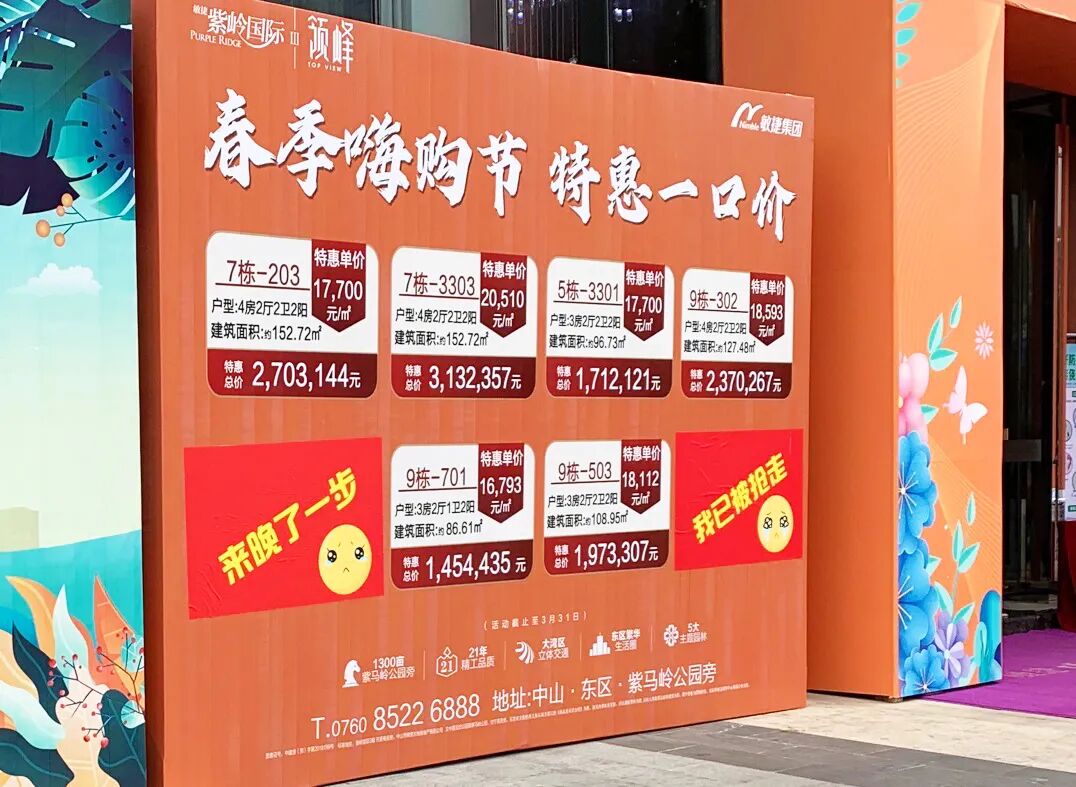 敏捷 紫岭国际 III
PURPLE RIDGE
领峰
TOP VIEW
Nimble 敏捷集团
春季嗨购节 特惠一口价
7栋-203
特惠单价
17,700
元/㎡
户型:4房2厅2卫2阳
建筑面积:约152.72㎡
特惠总价 2,703,144元
7栋-3303
特惠单价
20,510
元/㎡
户型:4房2厅2卫2阳
建筑面积:约152.72㎡
特惠总价 3,132,357元
5栋-3301
特惠单价
17,700
元/㎡
户型:3房2厅2卫2阳
建筑面积:约96.73㎡
特惠总价 1,712,121元
9栋-302
特惠单价
18,593
元/㎡
户型:4房2厅2卫2阳
建筑面积:约127.48㎡
特惠总价 2,370,267元
来晚了一步
9栋-701
特惠单价
16,793
元/㎡
户型:3房2厅1卫2阳
建筑面积:约86.61㎡
特惠总价 1,454,435元
9栋-503
特惠单价
18,112
元/㎡
户型:3房2厅2卫2阳
建筑面积:约108.95㎡
特惠总价 1,973,307元
我已被抢走
(活动截止至3月31日)
1300亩
紫马岭公园旁
21
21年
精工品质
大湾区
立体交通
东区繁华
生活圈
5大
主题园林
T.0760 8522 6888 地址:中山·东区·紫马岭公园旁